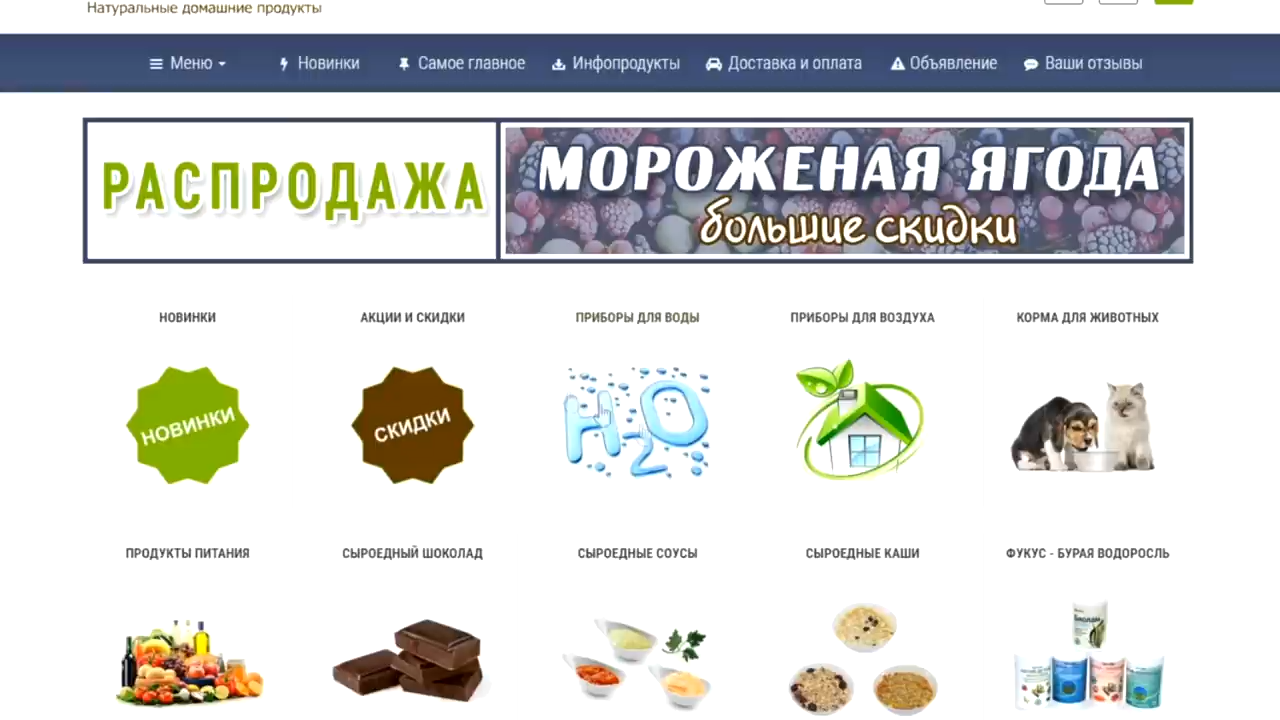 Натуральные домашние продукты
Меню Новинки Самое главное Инфопродукты Доставка и оплата Объявление Ваши отзывы
РАСПРОДАЖА
МОРОЖЕНАЯ ЯГОДА
большие скидки
НОВИНКИ АКЦИИ И СКИДКИ ПРИБОРЫ ДЛЯ ВОДЫ ПРИБОРЫ ДЛЯ ВОЗДУХА КОРМА ДЛЯ ЖИВОТНЫХ
НОВИНКИ СКИДКИ H2O
ПРОДУКТЫ ПИТАНИЯ СЫРОЕДНЫЙ ШОКОЛАД СЫРОЕДНЫЕ СОУСЫ СЫРОЕДНЫЕ КАШИ ФУКУС - БУРАЯ ВОДОРОСЛЬ